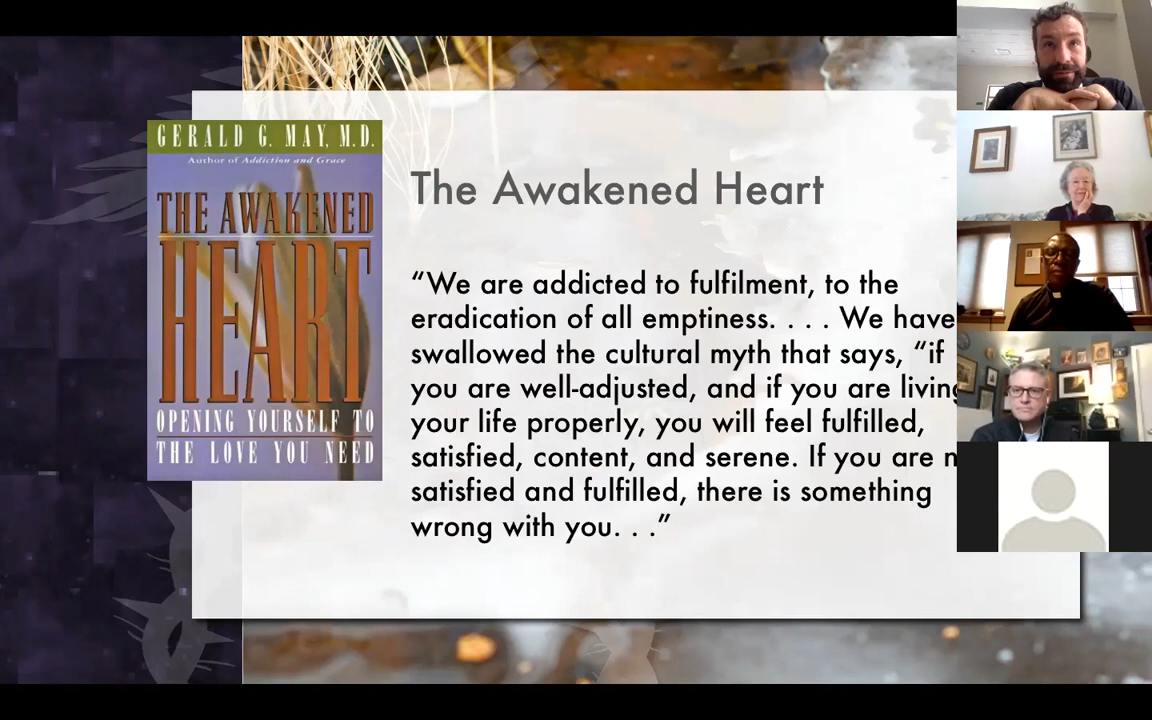 GERALD G. MAY, M.D.
Author of Addiction and Grace
THE AWAKENED
HEART
OPENING YOURSELF TO
THE LOVE YOU NEED
The Awakened Heart
“We are addicted to fulfilment, to the
eradication of all emptiness. . . . We have
swallowed the cultural myth that says, “if
you are well-adjusted, and if you are living
your life properly, you will feel fulfilled,
satisfied, content, and serene. If you are
satisfied and fulfilled, there is something
wrong with you. . .”